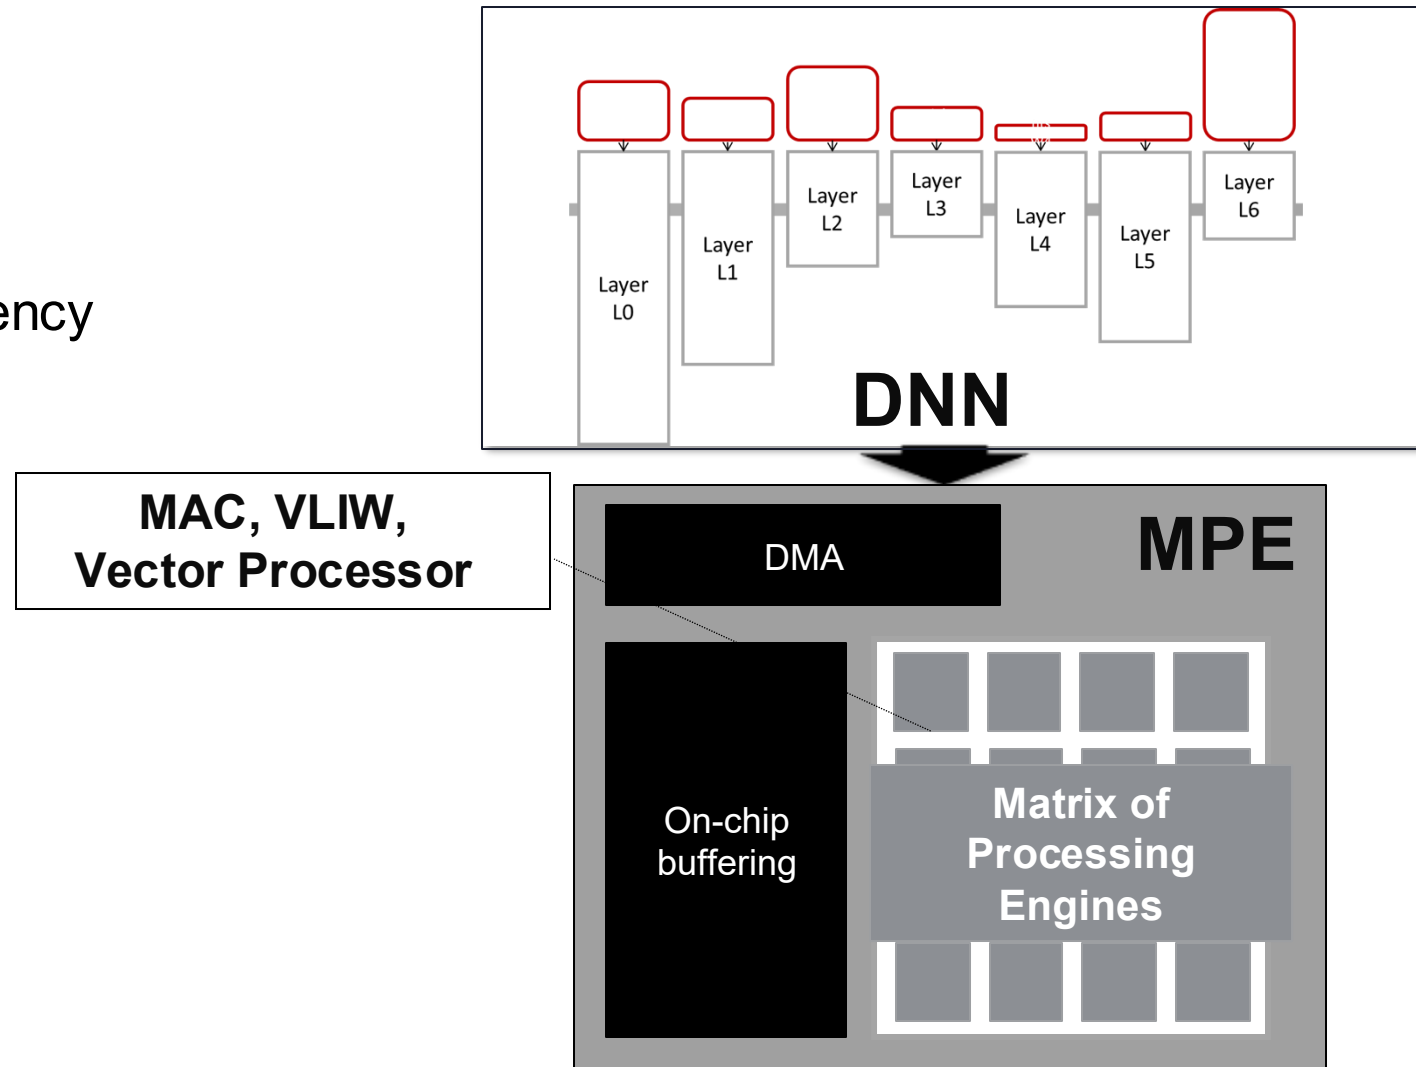 Layer
L0
Layer
L1
Layer
L2
Layer
L3
Layer
L4
Layer
L5
Layer
L6
ency
DNN
MAC, VLIW,
Vector Processor
DMA
MPE
On-chip
buffering
Matrix of
Processing
Engines